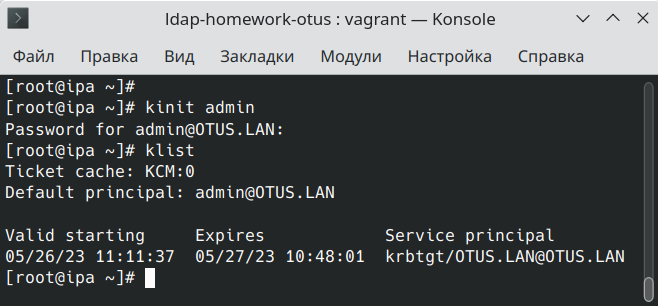 ldap-homework-otus : vagrant — Konsole
Файл Правка Вид Закладки Модули Настройка Справка
[root@ipa ~]#
[root@ipa ~]# kinit admin
Password for admin@OTUS.LAN:
[root@ipa ~]# klist
Ticket cache: KCM:0
Default principal: admin@OTUS.LAN
Valid starting     Expires            Service principal
05/26/23 11:11:37  05/27/23 10:48:01  krbtgt/OTUS.LAN@OTUS.LAN
[root@ipa ~]#